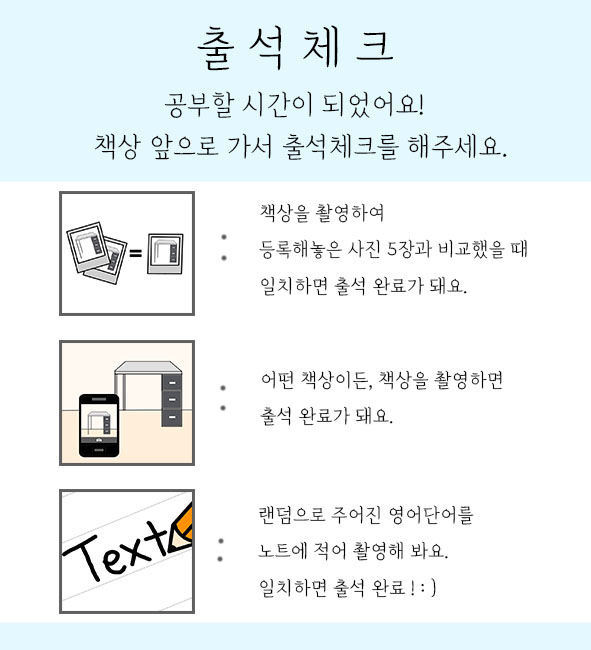 출석체크
공부할 시간이 되었어요!
책상 앞으로 가서 출석체크를 해주세요.
=
:
책상을 촬영하여
등록해놓은 사진 5장과 비교했을 때
일치하면 출석 완료가 돼요.
:
어떤 책상이든, 책상을 촬영하면
출석 완료가 돼요.
Text
:
랜덤으로 주어진 영어단어를
노트에 적어 촬영해 봐요.
일치하면 출석 완료 ! : )